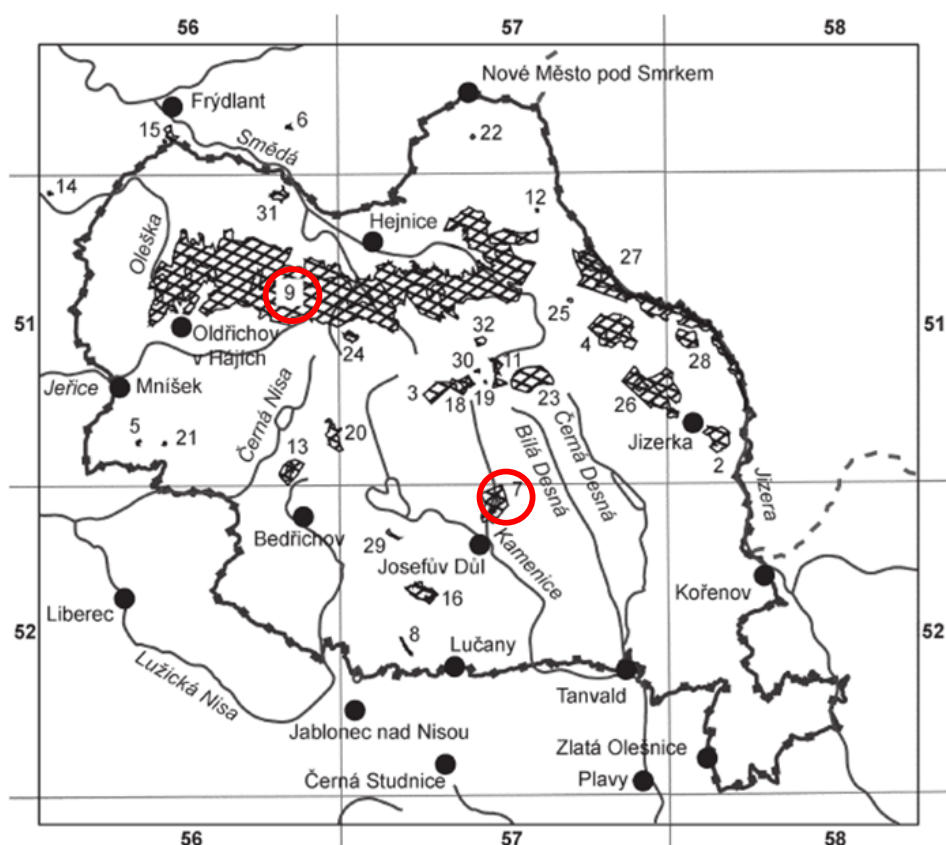 56
57
58
Nové Město pod Smrkem
Frýdlant
6
15
22
Smědá
14
31
12
Hejnice
Oleška
27
9
25
51
51
Oldřichov
v Hájích
32
4
24
28
30
11
Jeřice
Mníšek
3
18
19
23
26
Černá Nisa
Jizerka
5
21
20
2
13
Bílá Desná
Černá Desná
7
Jizera
Bedřichov
29
Josefův Důl
Kamenice
Kořenov
16
Liberec
52
52
8
Lučany
Lužická Nisa
Tanvald
Jablonec nad Nisou
Zlatá Olešnice
Černá Studnice
Plavy
56
57
58